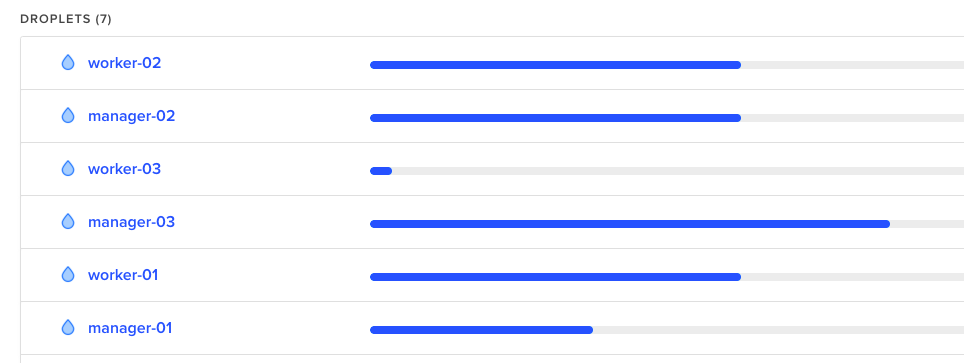 DROPLETS (7)
worker-02
manager-02
worker-03
manager-03
worker-01
manager-01